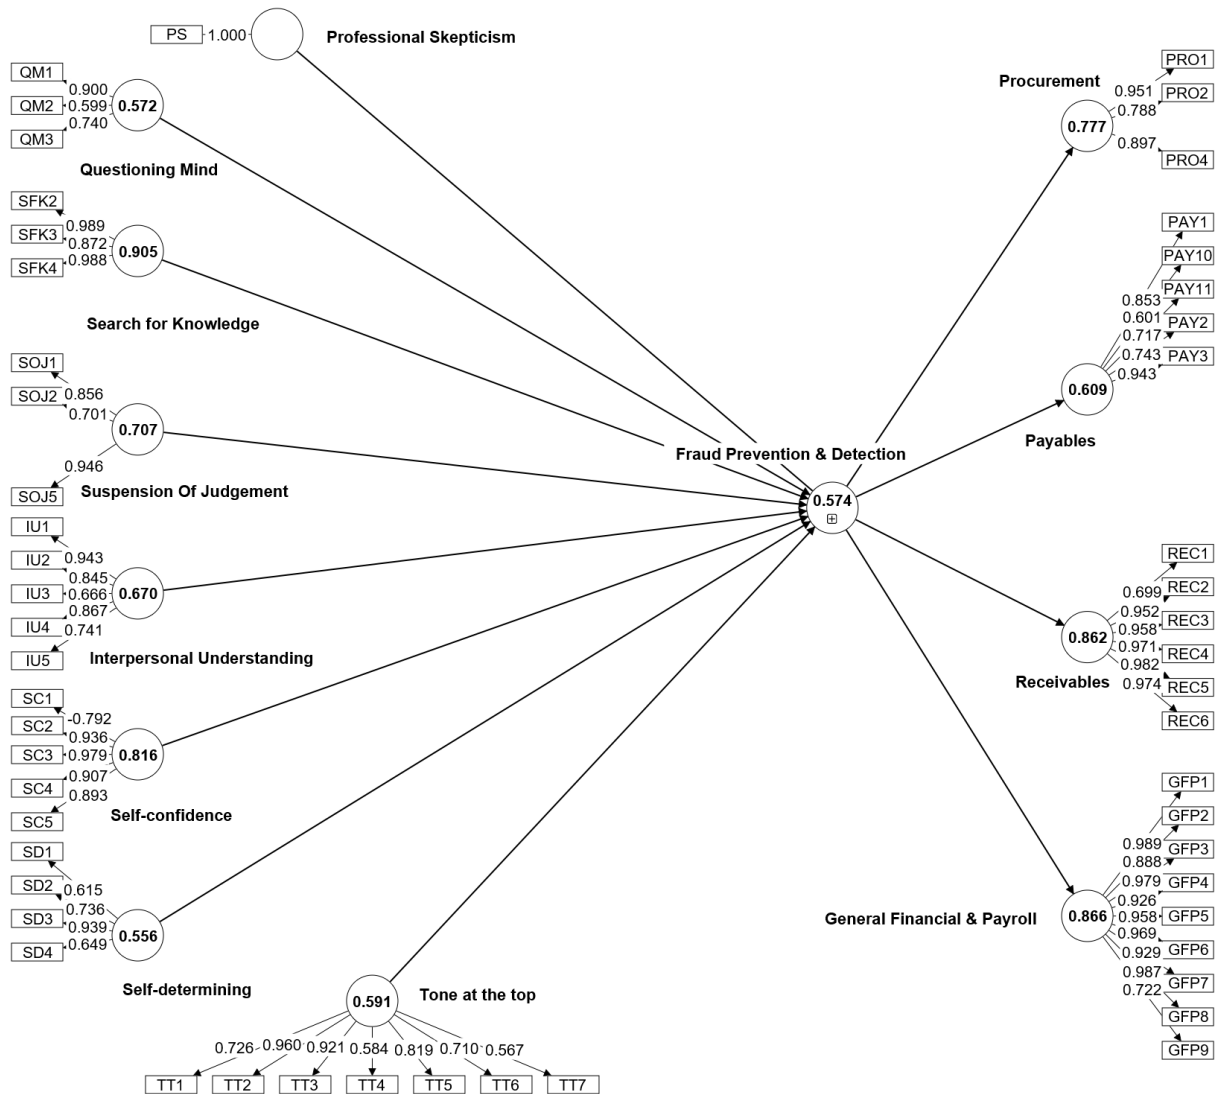 PS 1.000 Professional Skepticism
QM1
QM2
QM3
0.900
0.599
0.740
0.572
Questioning Mind
SFK2
SFK3
SFK4
0.989
0.872
0.988
0.905
Search for Knowledge
SOJ1
SOJ2
SOJ5
0.856
0.701
0.946
0.707
Suspension Of Judgement
IU1
IU2
IU3
IU4
IU5
0.943
0.845
0.666
0.867
0.741
0.670
Interpersonal Understanding
SC1
SC2
SC3
SC4
SC5
-0.792
0.936
0.979
0.907
0.893
0.816
Self-confidence
SD1
SD2
SD3
SD4
0.615
0.736
0.939
0.649
0.556
Self-determining
0.591
Tone at the top
0.726 0.960 0.921 0.584 0.819 0.710 0.567
TT1 TT2 TT3 TT4 TT5 TT6 TT7
Fraud Prevention & Detection
0.574
Procurement
0.777
0.951
0.788
0.897
PRO1
PRO2
PRO4
PAY1
PAY10
PAY11
PAY2
PAY3
0.853
0.601
0.717
0.743
0.943
0.609
Payables
REC1
REC2
REC3
REC4
REC5
REC6
0.699
0.952
0.958
0.971
0.982
0.974
0.862
Receivables
GFP1
GFP2
GFP3
GFP4
GFP5
GFP6
GFP7
GFP8
GFP9
0.989
0.888
0.979
0.926
0.958
0.969
0.929
0.987
0.722
0.866
General Financial & Payroll